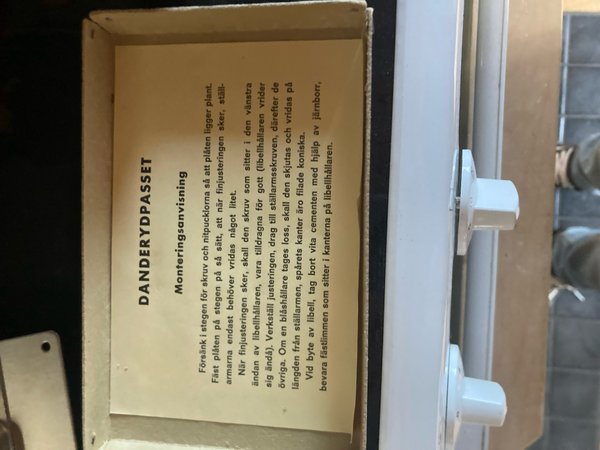 DANDERYDPASSET
Monteringsanvisning
Försänk i stegen för skruv och nitpucklorna så att plåten ligger plant.
Fäst plåten på stegen på så sätt, att när finjusteringen sker, ställ-
armarna endast behöver vridas något litet.
När finjusteringen sker, skall den skruv som sitter i den vänstra
ändan av libellhållaren, vara tilldragna för gott (libellhållaren vrider
sig ändå). Verkställ justeringen, drag till ställarmsskruven, därefter de
övriga. Om en blåshållare tages loss, skall den skjutas och vridas på
längden från ställarmen, spårets kanter äro filade koniska.
Vid byte av libell, tag bort vita cementen med hjälp av järnborr,
bevara fästlimmen som sitter i kanterna på libellhållaren.